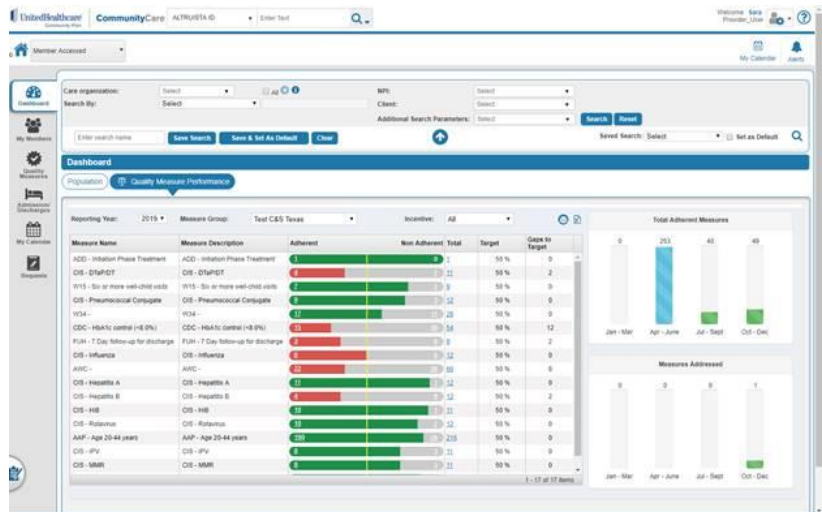 UnitedHealthcare
Community Plan
CommunityCare
ALTRUISTA ID
Enter Text
Welcome Sara
Provider_User
Member Accessed
My Calendar
Alerts
Dashboard
My Members
Quality Measures
Admission/ Discharges
My Calendar
Requests
Care organization: Select All NPI: Select
Search By: Select Client: Select
Additional Search Parameters: Select Search Reset
Enter search name Save Search Save & Set As Default Clear Saved Search: Select Set as Default
Dashboard
Population Quality Measure Performance
Reporting Year: 2019 Measure Group: Test C&S Texas Incentive: All
Measure Name Measure Description Adherent Non Adherent Total Target Gaps to Target
ADD - Initiation Phase Treatment ADD - Initiation Phase Treatment 1 0 1 50 % 0
CIS - DTaP/DT CIS - DTaP/DT 11 50 % 2
W15 - Six or more well-child visits W15 - Six or more well-child visits 50 % 0
CIS - Pneumococcal Conjugate CIS - Pneumococcal Conjugate 9 12 50 % 0
W34 - W34 - 17 50 % 0
CDC - HbA1c control (<8.0%) CDC - HbA1c control (<8.0%) 54 50 % 12
FUH - 7 Day follow-up for discharge FUH - 7 Day follow-up for discharge 50 % 2
CIS - Influenza CIS - Influenza 12 50 % 0
AWC - AWC - 50 % 0
CIS - Hepatitis A CIS - Hepatitis A 11 12 50 % 0
CIS - Hepatitis B CIS - Hepatitis B 4 12 50 % 2
CIS - HiB CIS - HiB 10 11 50 % 0
CIS - Rotavirus CIS - Rotavirus 10 12 50 % 0
AAP - Age 20-44 years AAP - Age 20-44 years 216 50 % 0
CIS - IPV CIS - IPV 8 11 50 % 0
CIS - MMR CIS - MMR 8 11 50 % 0
1 - 17 of 17 items
Total Adherent Measures
0 253 40 49
Jan - Mar Apr - June Jul - Sept Oct - Dec
Measures Addressed
0 0 0 1
Jan - Mar Apr - June Jul - Sept Oct - Dec